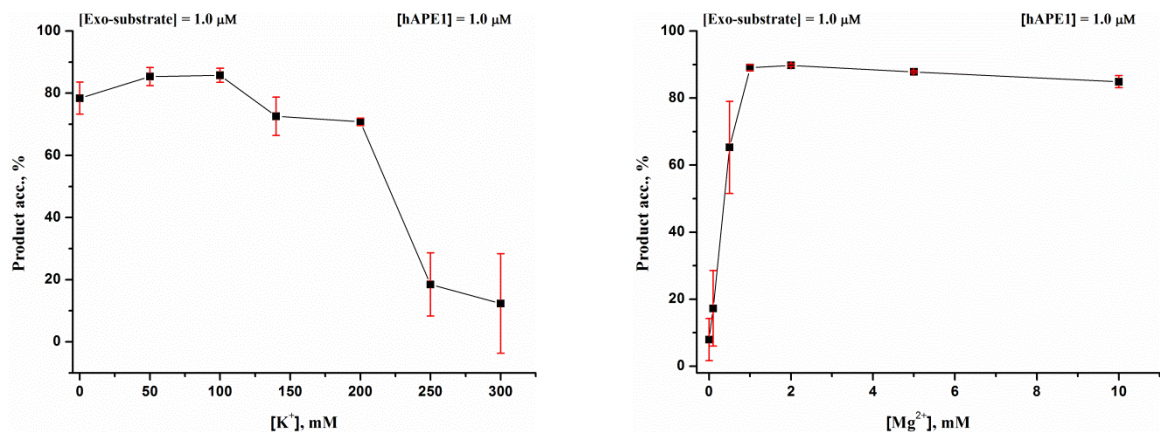 [Exo-substrate] = 1.0 μM [hAPE1] = 1.0 μM
100
80
60
40
20
0
Product acc., %
0 50 100 150 200 250 300
[K⁺], mM
[Exo-substrate] = 1.0 μM [hAPE1] = 1.0 μM
100
80
60
40
20
0
Product acc., %
0 2 4 6 8 10
[Mg²⁺], mM